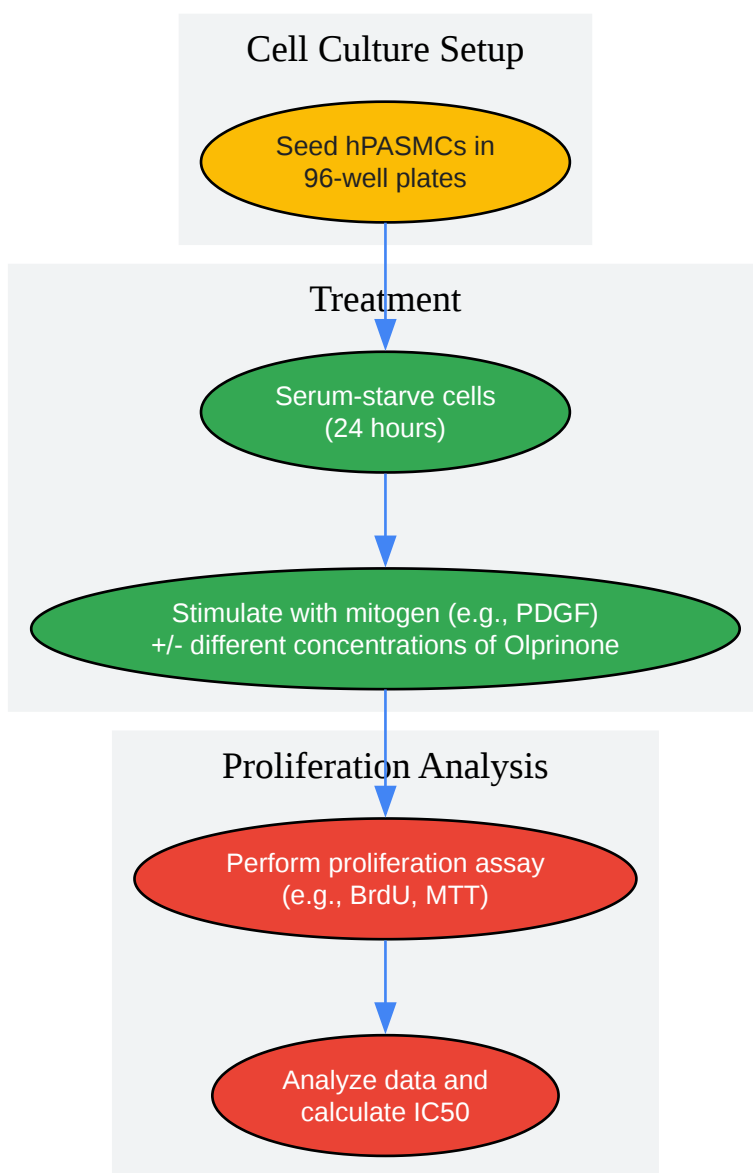 Cell Culture Setup
Seed hPASMCs in
96-well plates
Treatment
Serum-starve cells
(24 hours)
Stimulate with mitogen (e.g., PDGF)
+/- different concentrations of Olprinone
Proliferation Analysis
Perform proliferation assay
(e.g., BrdU, MTT)
Analyze data and
calculate IC50